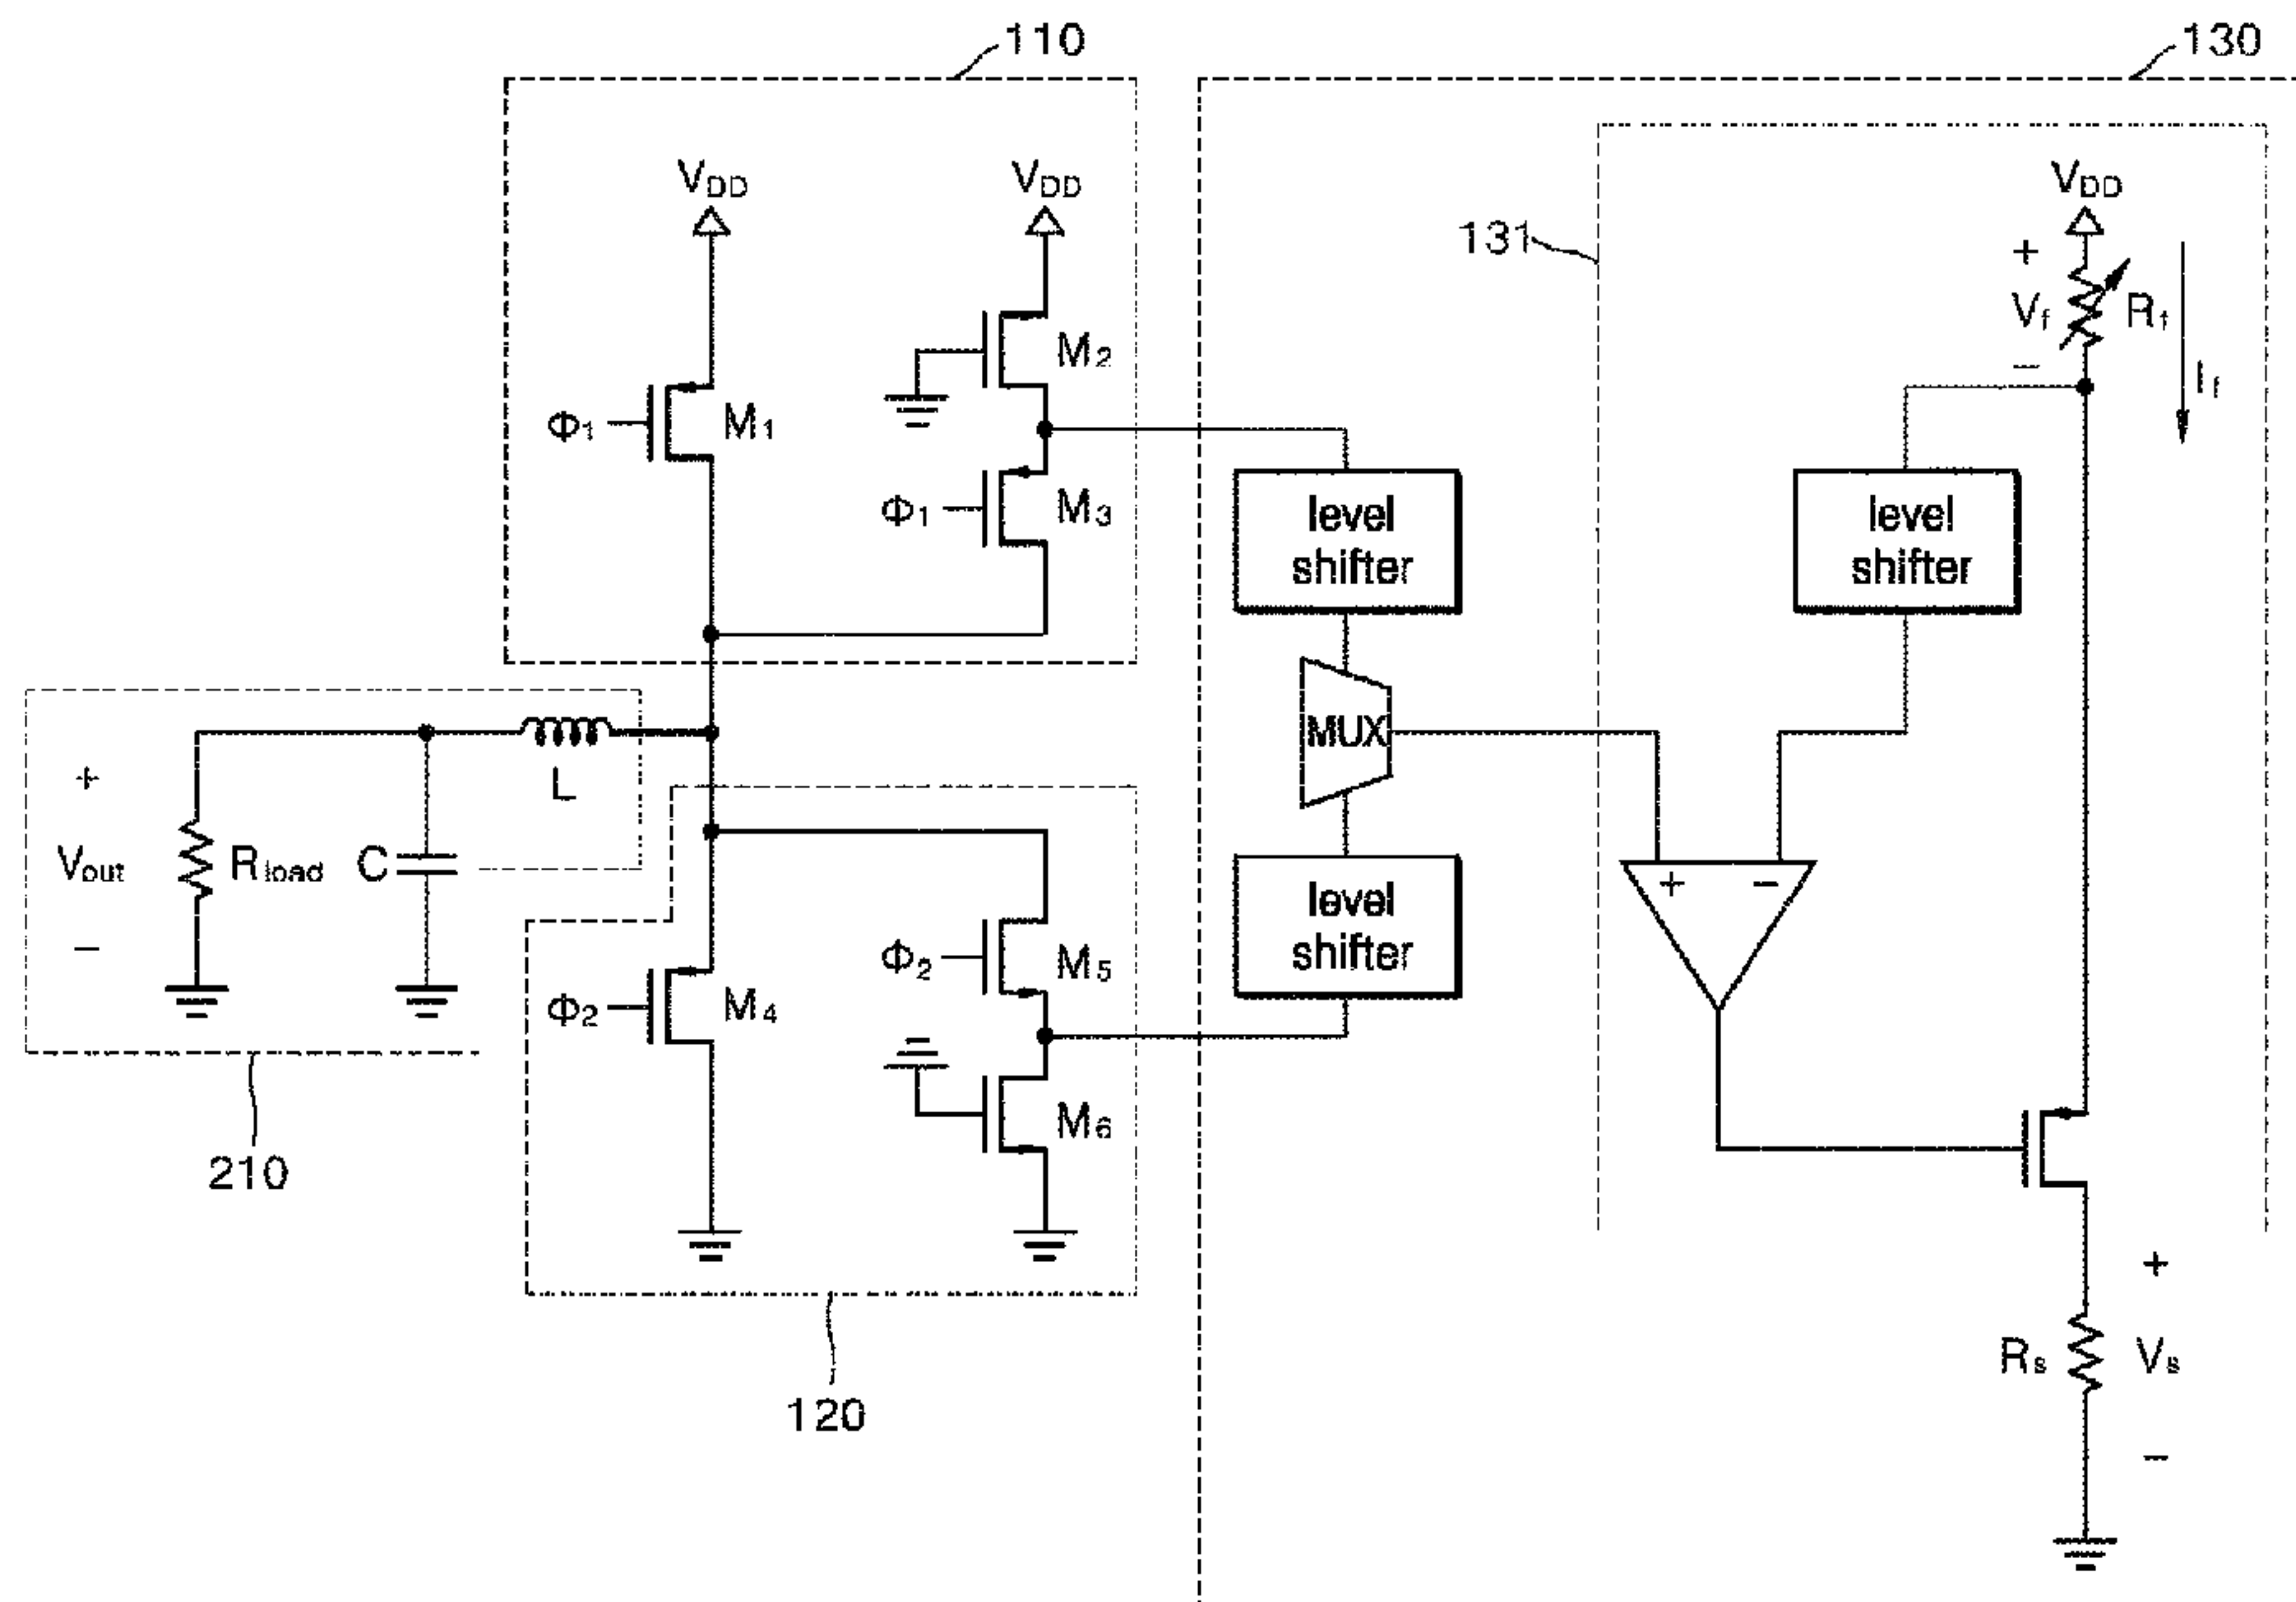 110
130
VDD
VDD
VDD
131
+
Vf
Rf
−
If
M2
Φ1
M1
Φ1
M3
level
shifter
level
shifter
MUX
L
+
Vout
−
Rload
C
+ −
level
shifter
Φ2
M5
Φ2
M4
M6
210
+
Rs
Vs
−
120